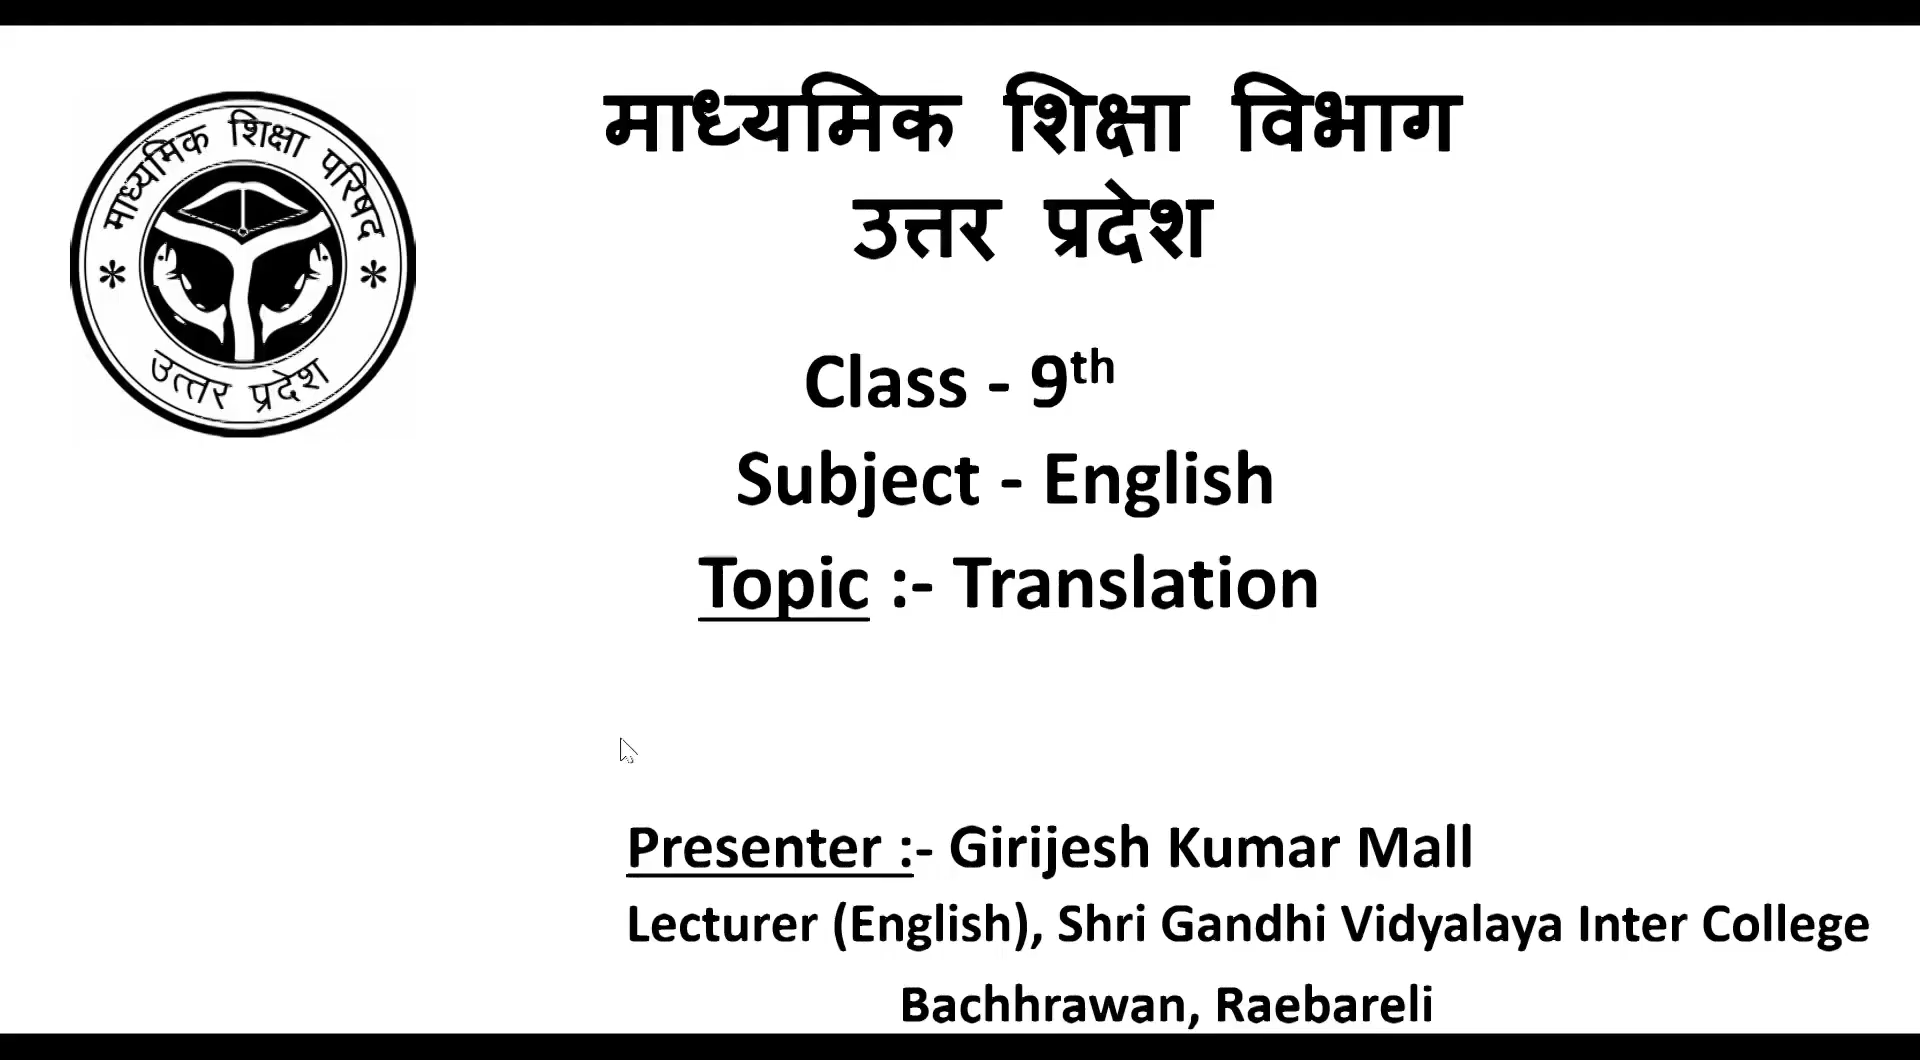 माध्यमिक शिक्षा परिषद
उत्तर प्रदेश
माध्यमिक शिक्षा विभाग
उत्तर प्रदेश
Class - 9th
Subject - English
Topic :- Translation
Presenter :- Girijesh Kumar Mall
Lecturer (English), Shri Gandhi Vidyalaya Inter College
Bachhrawan, Raebareli